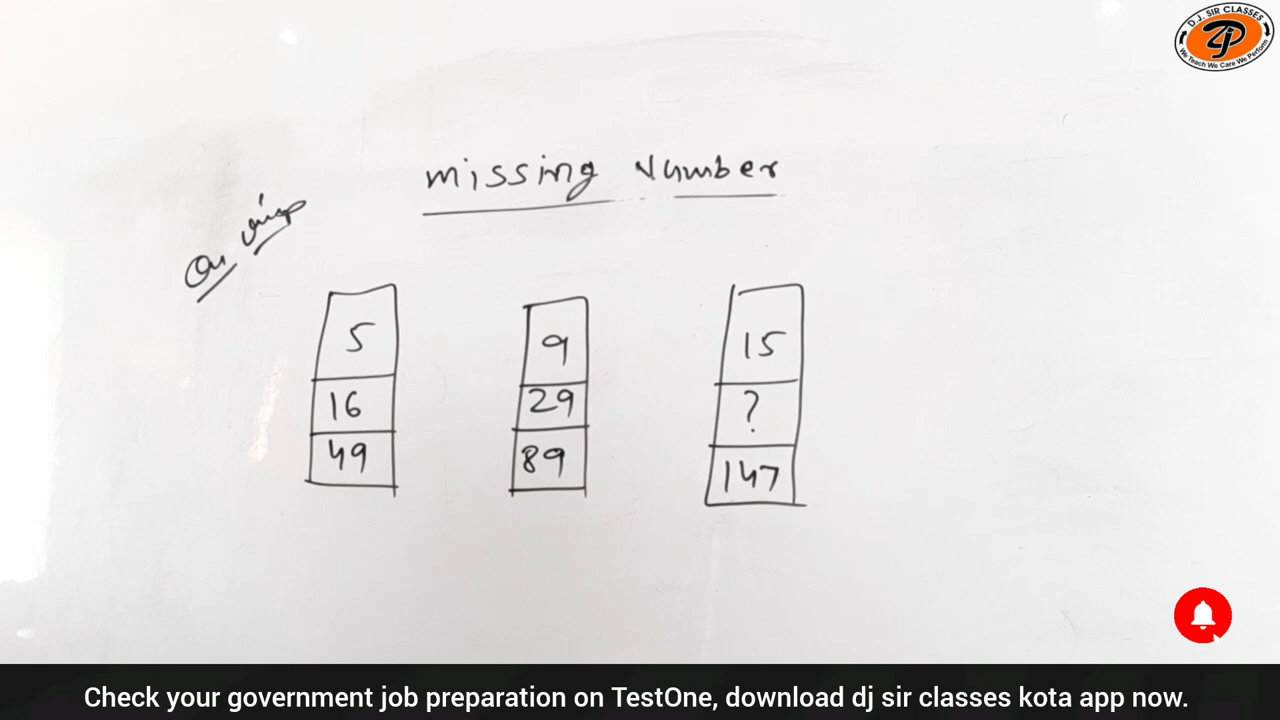 D.J. SIR CLASSES
DJ
We Teach We Care We Perform
missing Number
5 9 15
16 29 ?
49 89 147
Check your government job preparation on TestOne, download dj sir classes kota app now.